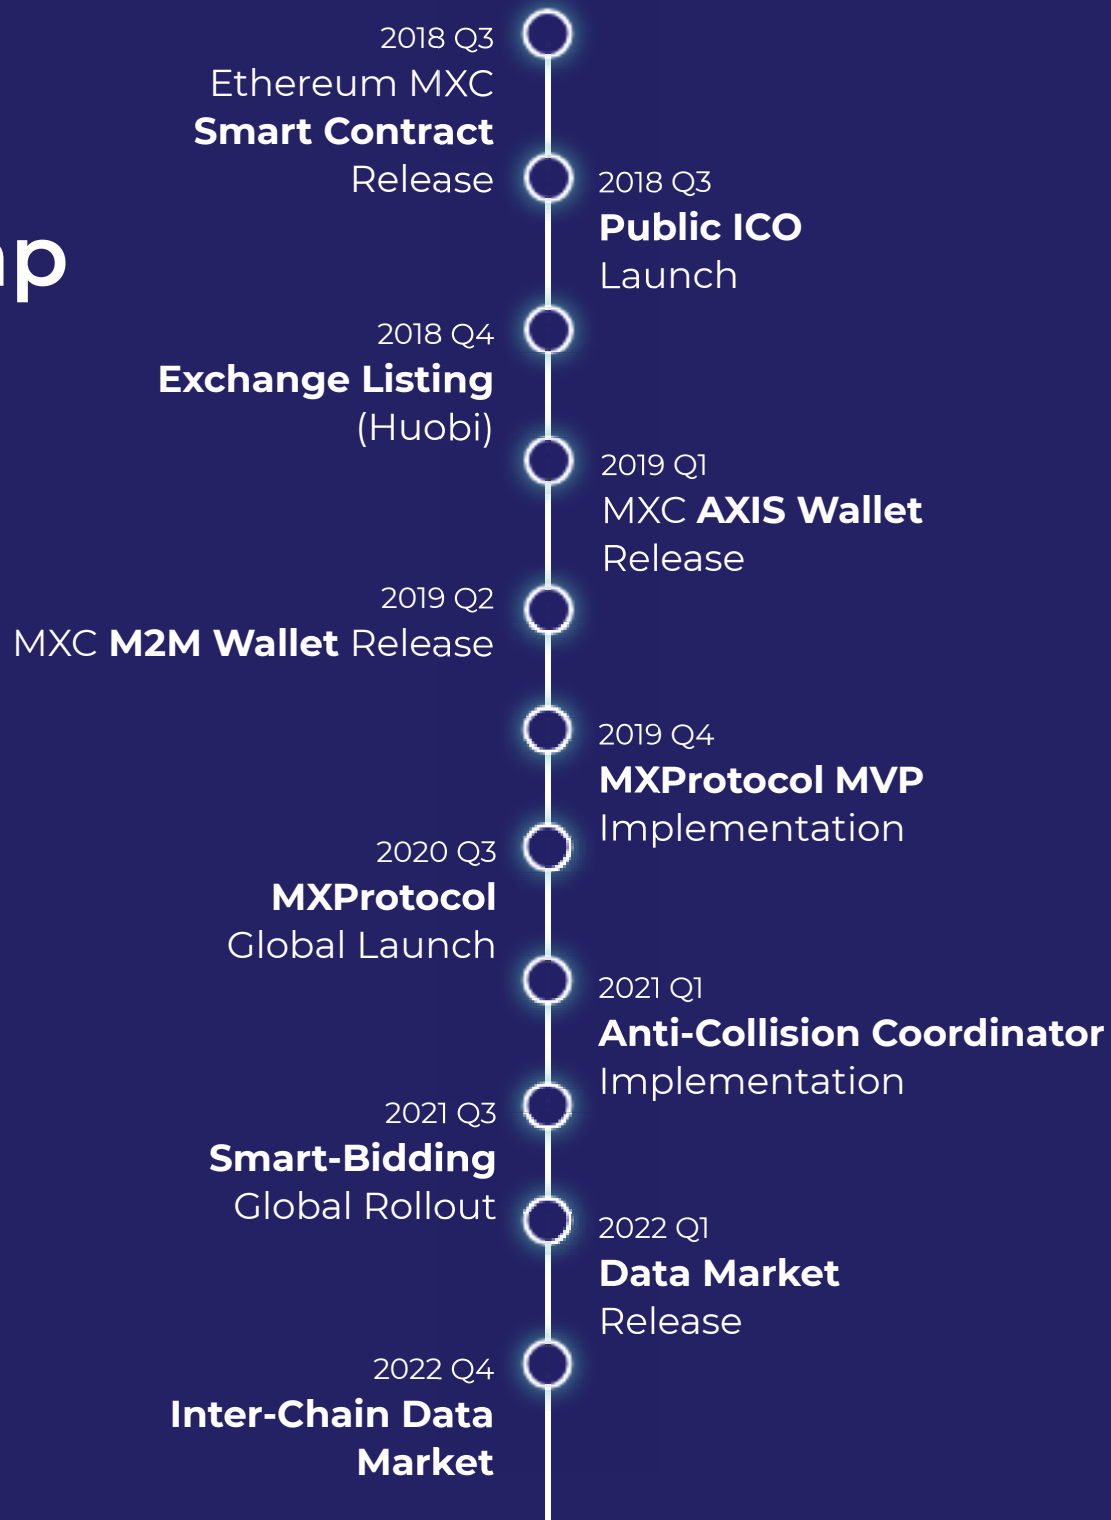 2018 Q3
Ethereum MXC
Smart Contract
Release
2018 Q3
Public ICO
Launch
2018 Q4
Exchange Listing
(Huobi)
2019 Q1
MXC AXIS Wallet
Release
2019 Q2
MXC M2M Wallet Release
2019 Q4
MXProtocol MVP
Implementation
2020 Q3
MXProtocol
Global Launch
2021 Q1
Anti-Collision Coordinator
Implementation
2021 Q3
Smart-Bidding
Global Rollout
2022 Q1
Data Market
Release
2022 Q4
Inter-Chain Data
Market